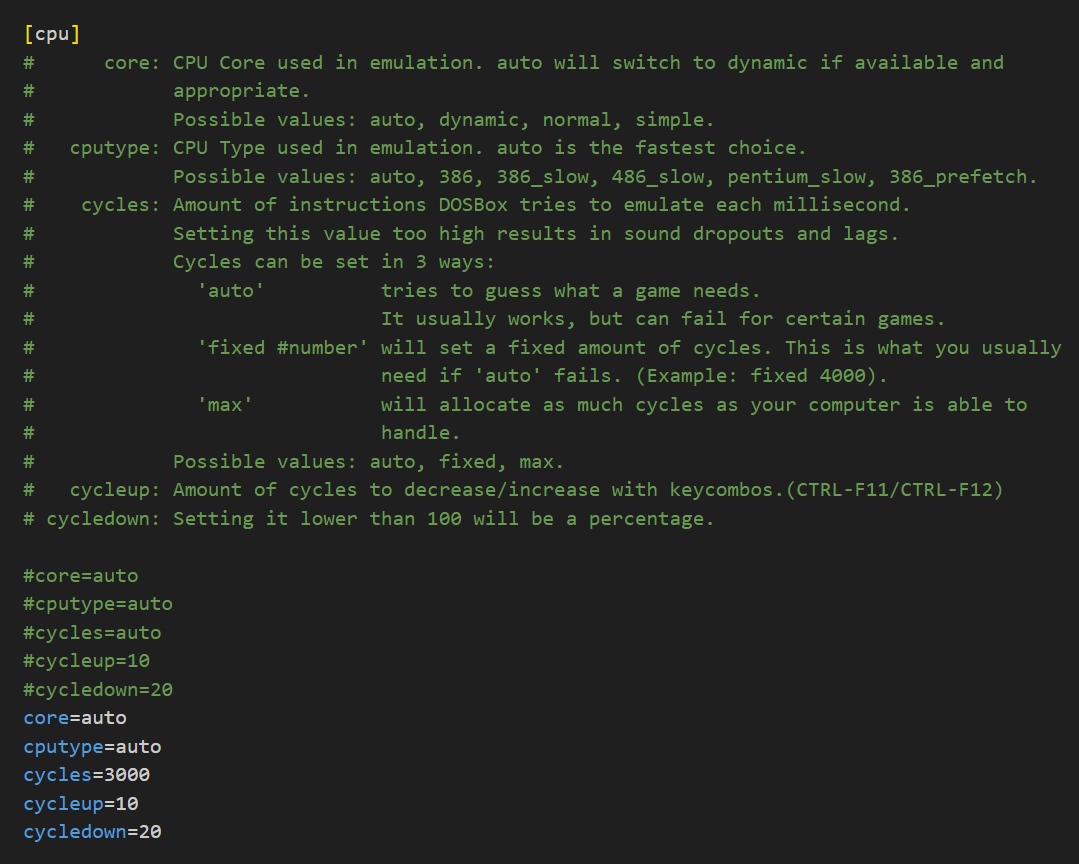 [cpu]
#      core: CPU Core used in emulation. auto will switch to dynamic if available and
#            appropriate.
#            Possible values: auto, dynamic, normal, simple.
#   cputype: CPU Type used in emulation. auto is the fastest choice.
#            Possible values: auto, 386, 386_slow, 486_slow, pentium_slow, 386_prefetch.
#    cycles: Amount of instructions DOSBox tries to emulate each millisecond.
#            Setting this value too high results in sound dropouts and lags.
#            Cycles can be set in 3 ways:
#              'auto'          tries to guess what a game needs.
#                              It usually works, but can fail for certain games.
#              'fixed #number' will set a fixed amount of cycles. This is what you usually
#                              need if 'auto' fails. (Example: fixed 4000).
#              'max'           will allocate as much cycles as your computer is able to
#                              handle.
#            Possible values: auto, fixed, max.
#   cycleup: Amount of cycles to decrease/increase with keycombos.(CTRL-F11/CTRL-F12)
# cycledown: Setting it lower than 100 will be a percentage.

#core=auto
#cputype=auto
#cycles=auto
#cycleup=10
#cycledown=20
core=auto
cputype=auto
cycles=3000
cycleup=10
cycledown=20